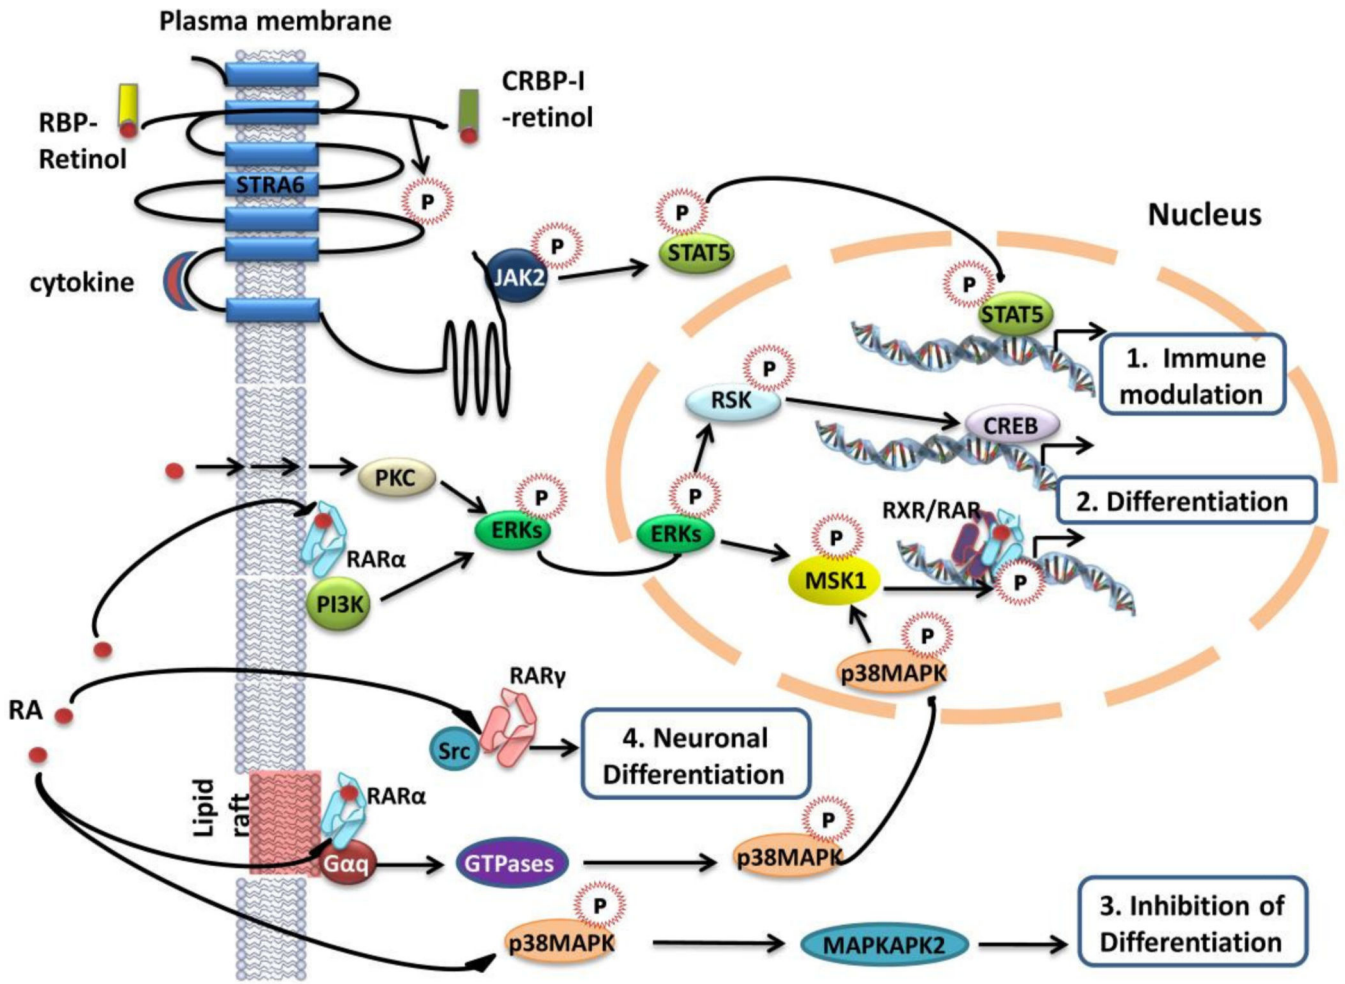 Plasma membrane
RBP-
Retinol
CRBP-I
-retinol
STRA6
P
cytokine
JAK2
P
P
STAT5
Nucleus
P
STAT5
1. Immune
modulation
P
RSK
CREB
2. Differentiation
PKC
P
ERKs
P
ERKs
RXR/RAR
P
MSK1
P
RARα
PI3K
P
p38MAPK
RA
RARγ
Src
4. Neuronal
Differentiation
Lipid
raft
RARα
Gαq
GTPases
P
p38MAPK
P
p38MAPK
MAPKAPK2
3. Inhibition of
Differentiation